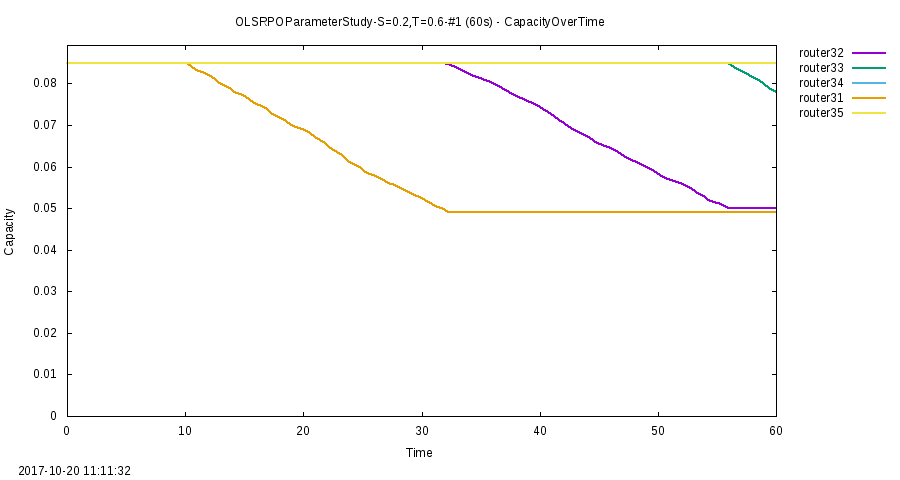 OLSRPOParameterStudy-S=0.2,T=0.6-#1 (60s) - CapacityOverTime
router32
router33
router34
router31
router35
0.08
0.07
0.06
0.05
0.04
0.03
0.02
0.01
0
Capacity
0 10 20 30 40 50 60
Time
2017-10-20 11:11:32